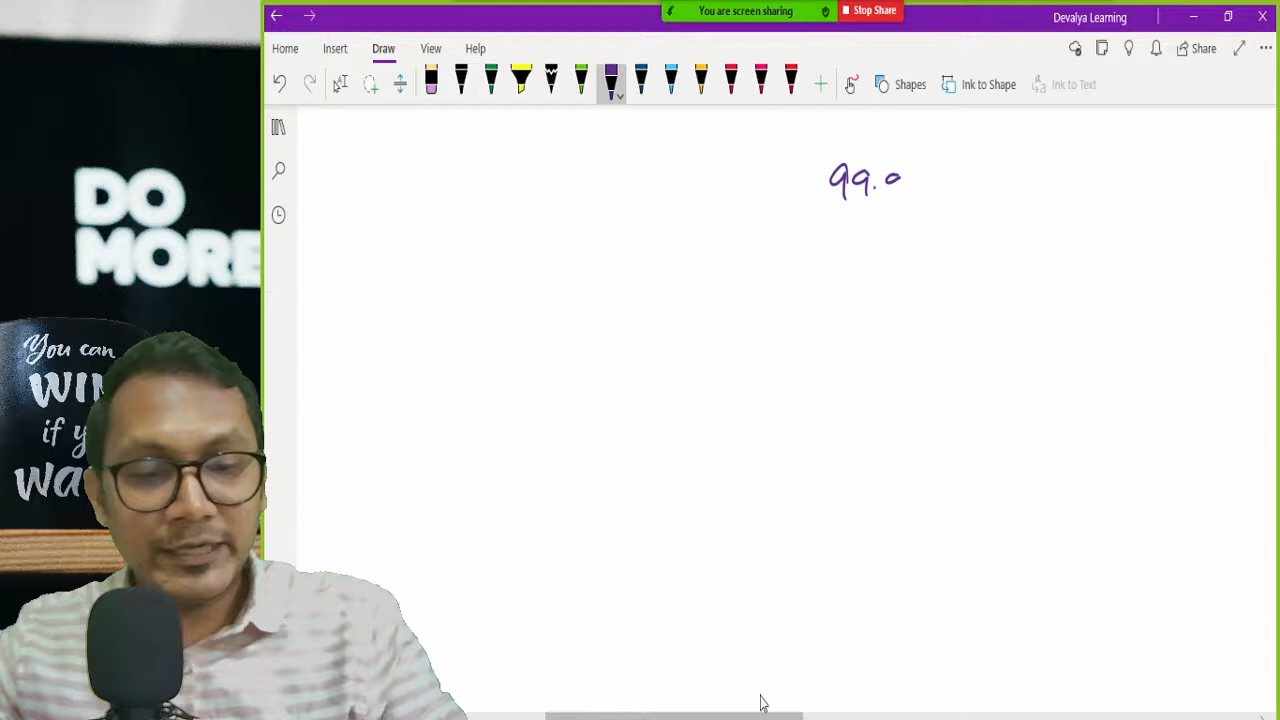 You are screen sharing Stop Share
Devalya Learning
Home Insert Draw View Help Share
Shapes Ink to Shape Ink to Text
99.0
DO
MORE
You can
WIN
if y
Wa